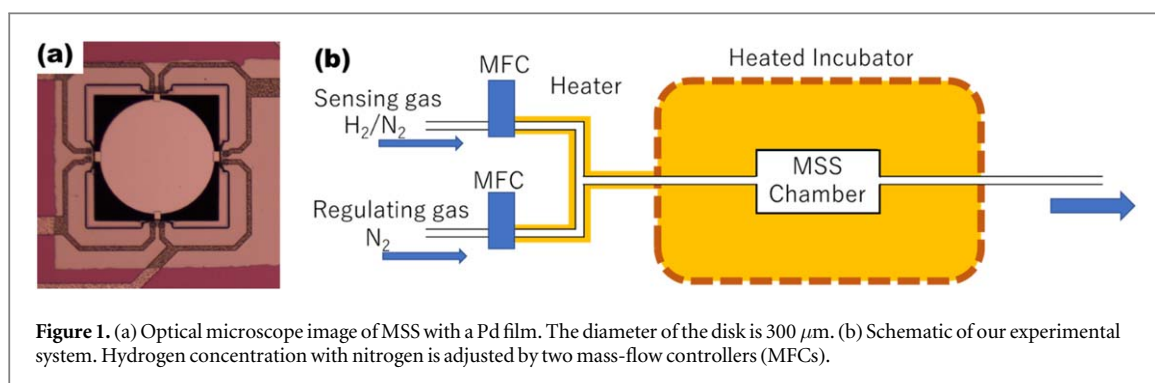 (a)
(b)
MFC
Heater
Heated Incubator
Sensing gas
H₂/N₂
MSS
Chamber
MFC
Regulating gas
N₂
Figure 1. (a) Optical microscope image of MSS with a Pd film. The diameter of the disk is 300 μm. (b) Schematic of our experimental
system. Hydrogen concentration with nitrogen is adjusted by two mass-flow controllers (MFCs).